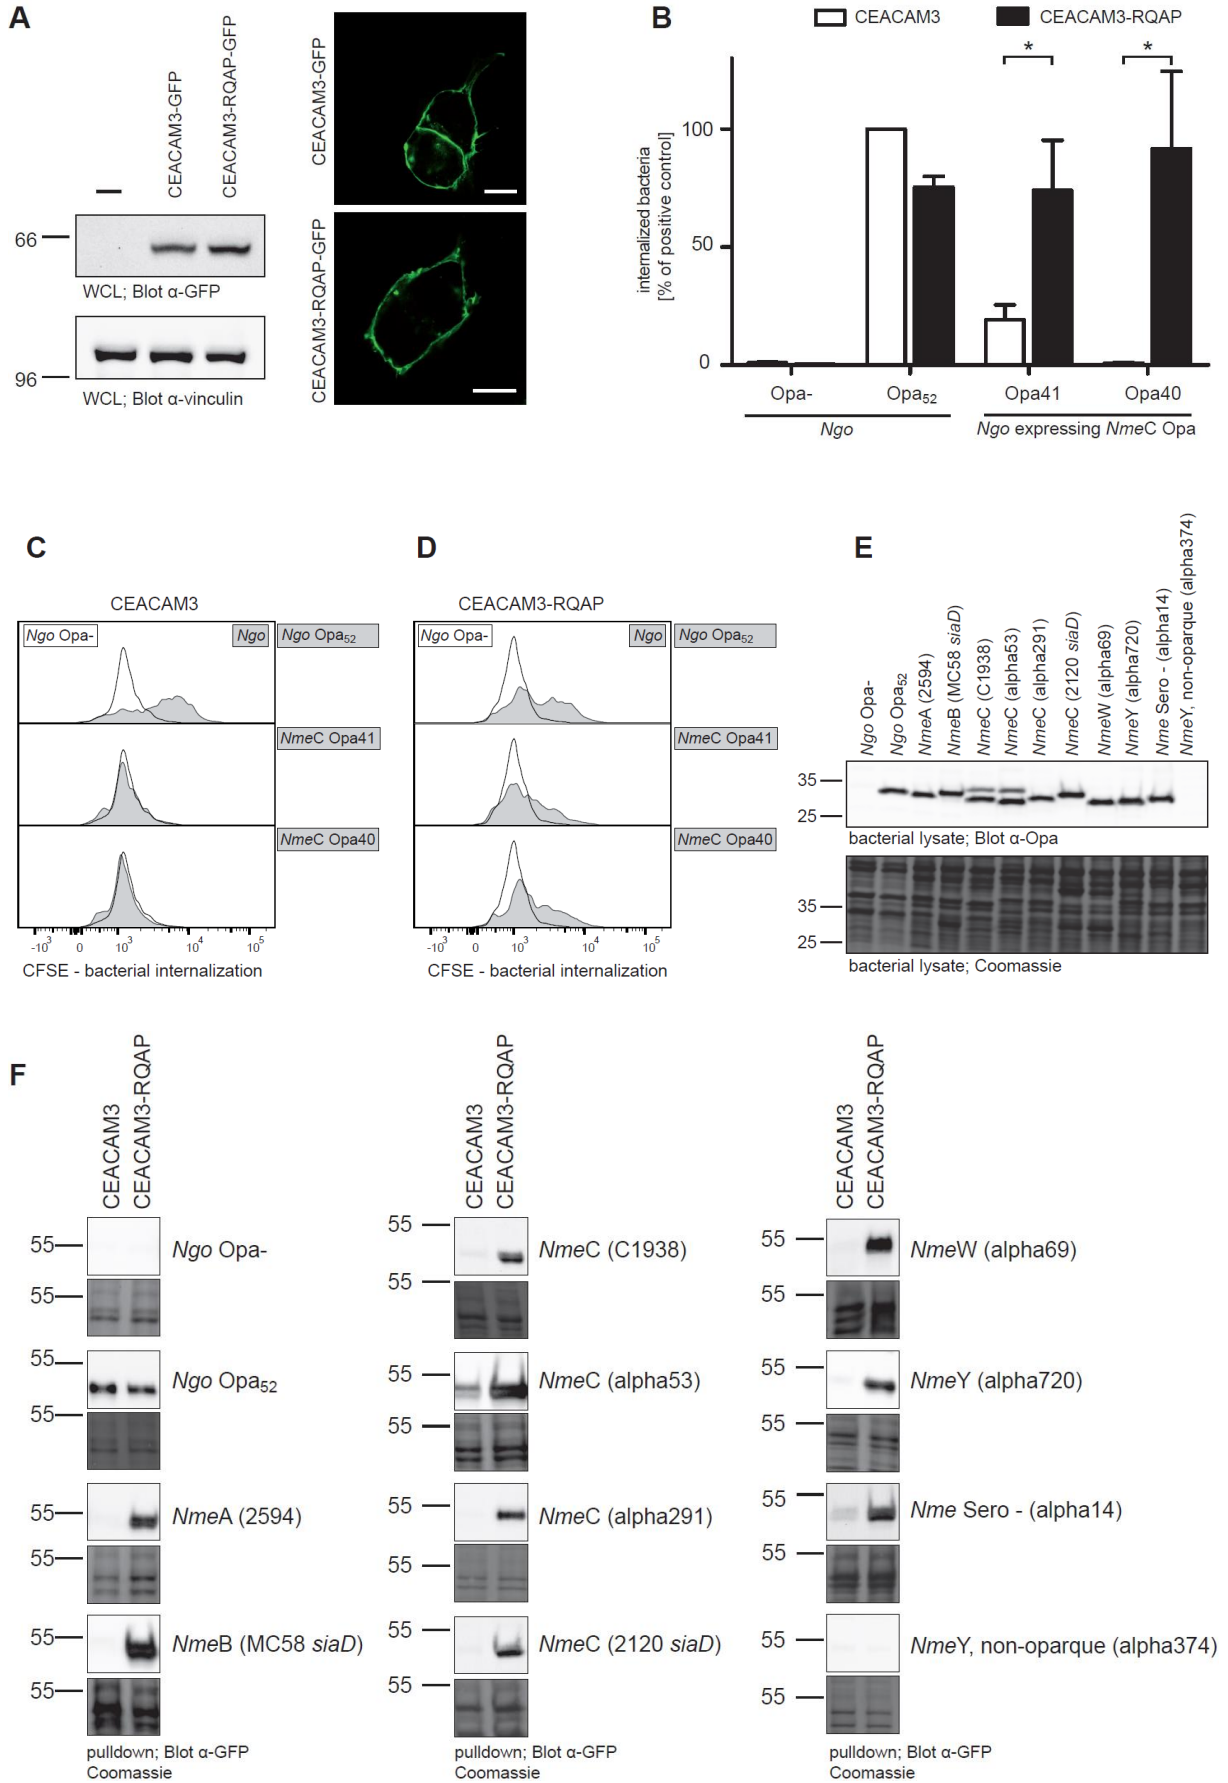 A
CEACAM3-GFP
CEACAM3-RQAP-GFP
66
WCL; Blot α-GFP
96
WCL; Blot α-vinculin
CEACAM3-GFP
CEACAM3-RQAP-GFP
B
CEACAM3
CEACAM3-RQAP
*
*
internalized bacteria
[% of positive control]
100
50
0
Opa-
Opa52
Opa41
Opa40
Ngo
Ngo expressing NmeC Opa
C
CEACAM3
Ngo Opa-
Ngo
Ngo Opa52
NmeC Opa41
NmeC Opa40
-10³ 0 10³ 10⁴ 10⁵
CFSE - bacterial internalization
D
CEACAM3-RQAP
Ngo Opa-
Ngo
Ngo Opa52
NmeC Opa41
NmeC Opa40
-10³ 0 10³ 10⁴ 10⁵
CFSE - bacterial internalization
E
Ngo Opa-
Ngo Opa52
NmeA (2594)
NmeB (MC58 siaD)
NmeC (C1938)
NmeC (alpha53)
NmeC (alpha291)
NmeC (2120 siaD)
NmeW (alpha69)
NmeY (alpha720)
Nme Sero - (alpha14)
NmeY, non-oparque (alpha374)
35
25
bacterial lysate; Blot α-Opa
35
25
bacterial lysate; Coomassie
F
CEACAM3
CEACAM3-RQAP
55
Ngo Opa-
55
55
Ngo Opa52
55
55
NmeA (2594)
55
55
NmeB (MC58 siaD)
55
pulldown; Blot α-GFP
Coomassie
CEACAM3
CEACAM3-RQAP
55
NmeC (C1938)
55
55
NmeC (alpha53)
55
55
NmeC (alpha291)
55
55
NmeC (2120 siaD)
55
pulldown; Blot α-GFP
Coomassie
CEACAM3
CEACAM3-RQAP
55
NmeW (alpha69)
55
55
NmeY (alpha720)
55
55
Nme Sero - (alpha14)
55
55
NmeY, non-oparque (alpha374)
55
pulldown; Blot α-GFP
Coomassie